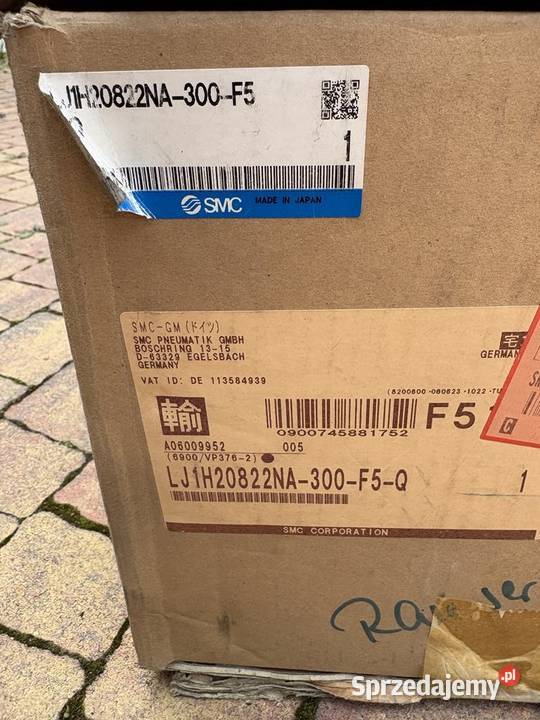 LJ1H20822NA-300-F5
Q
1
SMC
MADE IN JAPAN
SMC-GM (ドイツ)
SMC PNEUMATIK GMBH
BOSCHRING 13-15
D-63329 EGELSBACH
GERMANY
VAT ID: DE 113584939
宅
GERMAN
輸
0900745881752
F5
A06009952
005
(6900/VP376-2)
LJ1H20822NA-300-F5-Q
1
SMC CORPORATION
C
Sprzedajemy.pl